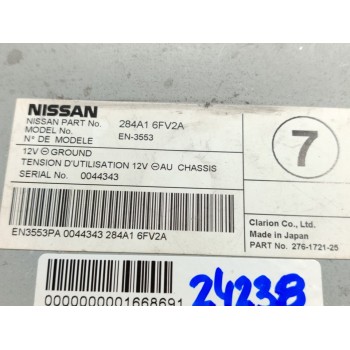 NISSAN
NISSAN PART No. 284A1 6FV2A
MODEL No.
N° DE MODELE EN-3553
12V ⊖ GROUND
TENSION D'UTILISATION 12V ⊖ AU CHASSIS
SERIAL No. 0044343
7
EN3553PA 0044343 284A1 6FV2A
Clarion Co., Ltd.
Made in Japan
PART No. 276-1721-25
0000000001668691
24238